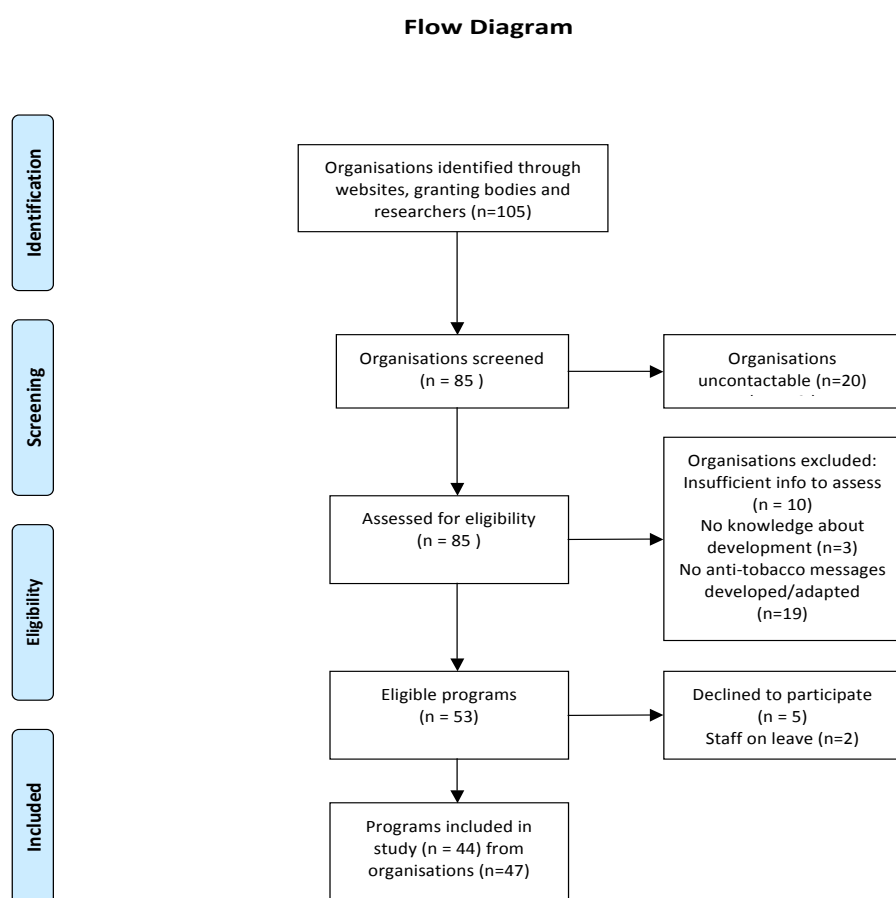 Flow Diagram
Identification
Organisations identified through
websites, granting bodies and
researchers (n=105)
Screening
Organisations screened
(n = 85 )
Organisations
uncontactable (n=20)
Assessed for eligibility
(n = 85 )
Organisations excluded:
Insufficient info to assess
(n = 10)
No knowledge about
development (n=3)
No anti-tobacco messages
developed/adapted
(n=19)
Eligibility
Eligible programs
(n = 53)
Declined to participate
(n = 5)
Staff on leave (n=2)
Included
Programs included in
study (n = 44) from
organisations (n=47)